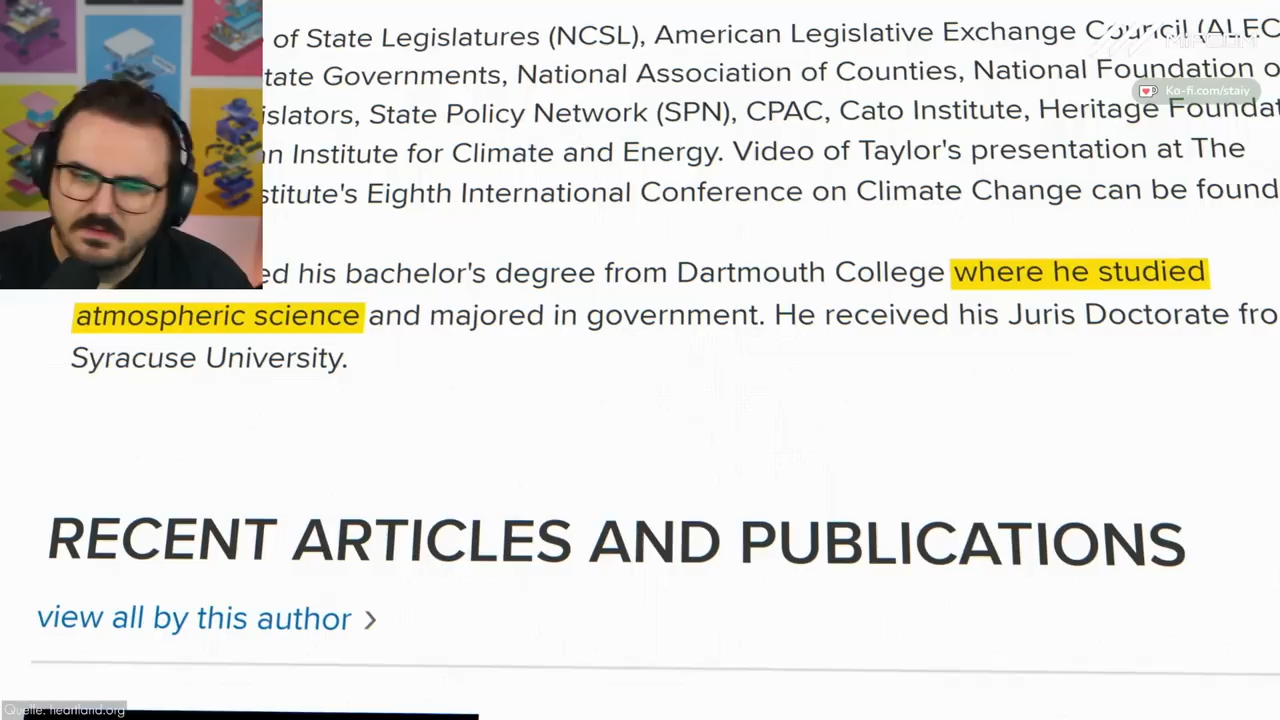 of State Legislatures (NCSL), American Legislative Exchange Council (ALEC
tate Governments, National Association of Counties, National Foundation o
Ko-fi.com/staiy
islators, State Policy Network (SPN), CPAC, Cato Institute, Heritage Foundat
an Institute for Climate and Energy. Video of Taylor's presentation at The
stitute's Eighth International Conference on Climate Change can be found
ed his bachelor's degree from Dartmouth College where he studied
atmospheric science and majored in government. He received his Juris Doctorate fro
Syracuse University.
RECENT ARTICLES AND PUBLICATIONS
view all by this author >
Quelle: heartland.org